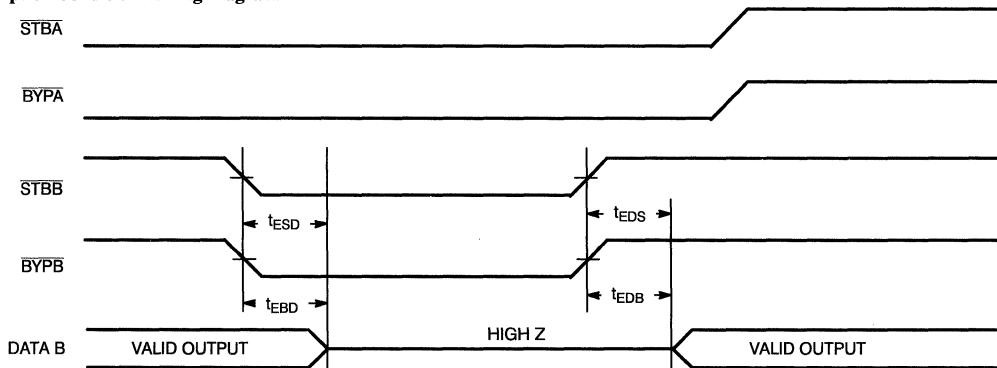 STBA
BYPA
STBB
tESD
tEDS
BYPB
tEBD
tEDB
HIGH Z
DATA B
VALID OUTPUT
VALID OUTPUT